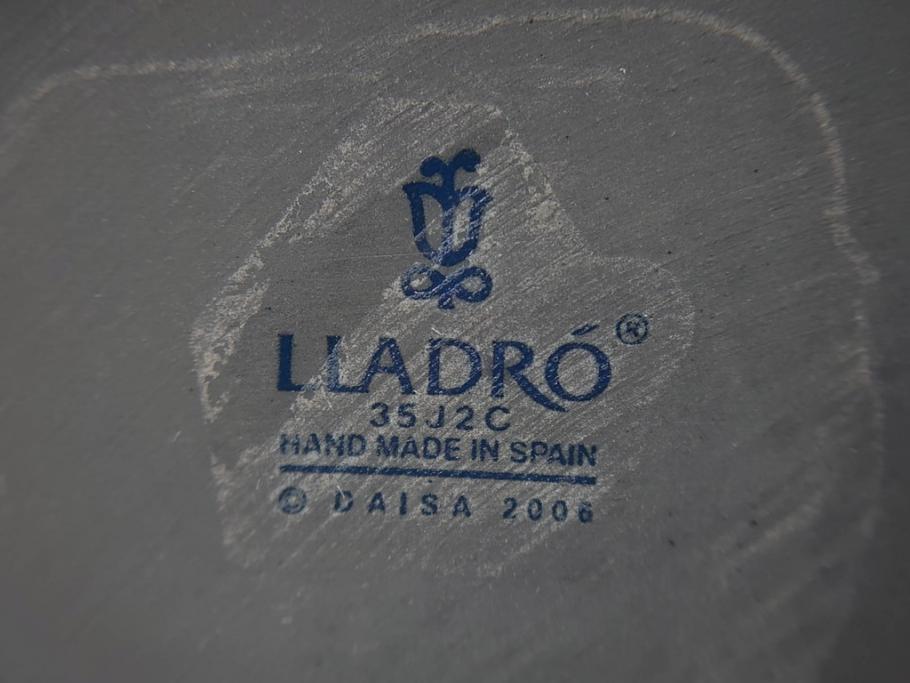 LLADRÓ®
35J2C
HAND MADE IN SPAIN
© DAISA 2006